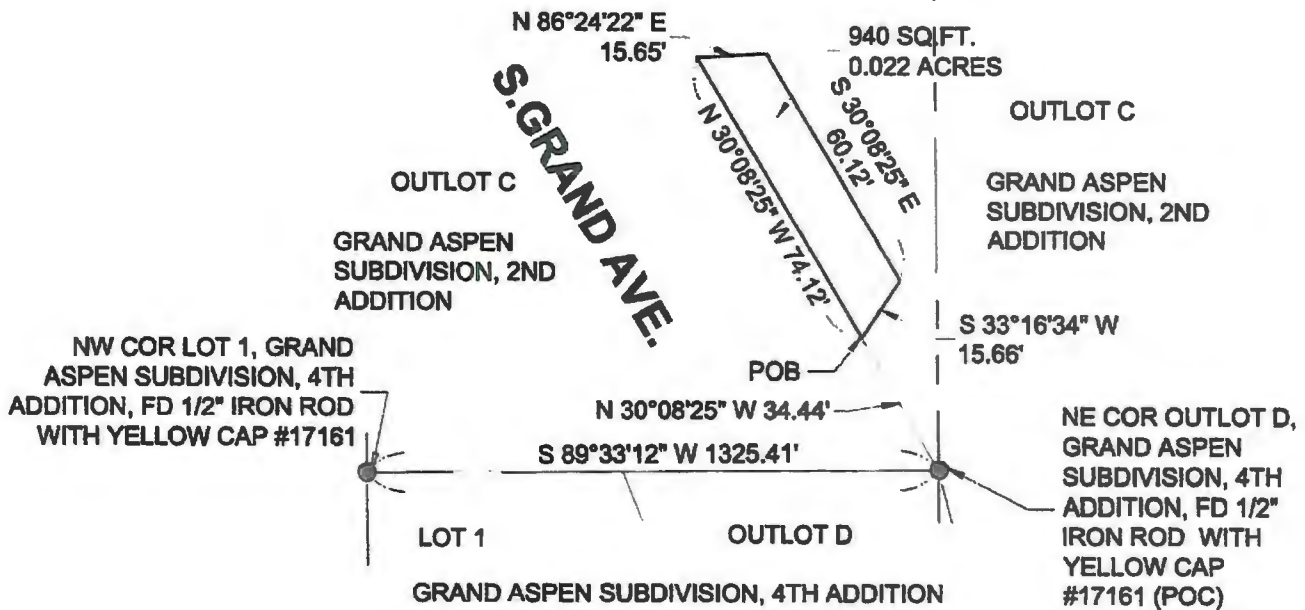 N 86°24'22" E
15.65'
940 SQ.FT.
0.022 ACRES
S.GRAND AVE.
S 30°08'25" E
60.12'
N 30°08'25" W 74.12'
OUTLOT C
GRAND ASPEN
SUBDIVISION, 2ND
ADDITION
OUTLOT C
GRAND ASPEN
SUBDIVISION, 2ND
ADDITION
S 33°16'34" W
15.66'
POB
N 30°08'25" W 34.44'
S 89°33'12" W 1325.41'
NW COR LOT 1, GRAND
ASPEN SUBDIVISION, 4TH
ADDITION, FD 1/2" IRON ROD
WITH YELLOW CAP #17161
NE COR OUTLOT D,
GRAND ASPEN
SUBDIVISION, 4TH
ADDITION, FD 1/2"
IRON ROD WITH
YELLOW CAP
#17161 (POC)
LOT 1
OUTLOT D
GRAND ASPEN SUBDIVISION, 4TH ADDITION